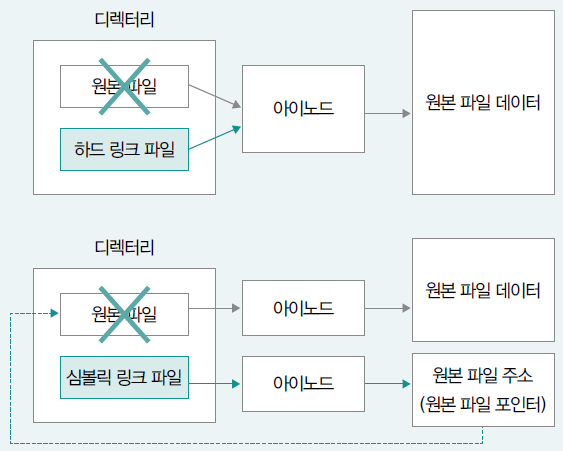 디렉터리
원본 파일
하드 링크 파일
아이노드
원본 파일 데이터
디렉터리
원본 파일
심볼릭 링크 파일
아이노드
아이노드
원본 파일 데이터
원본 파일 주소
(원본 파일 포인터)